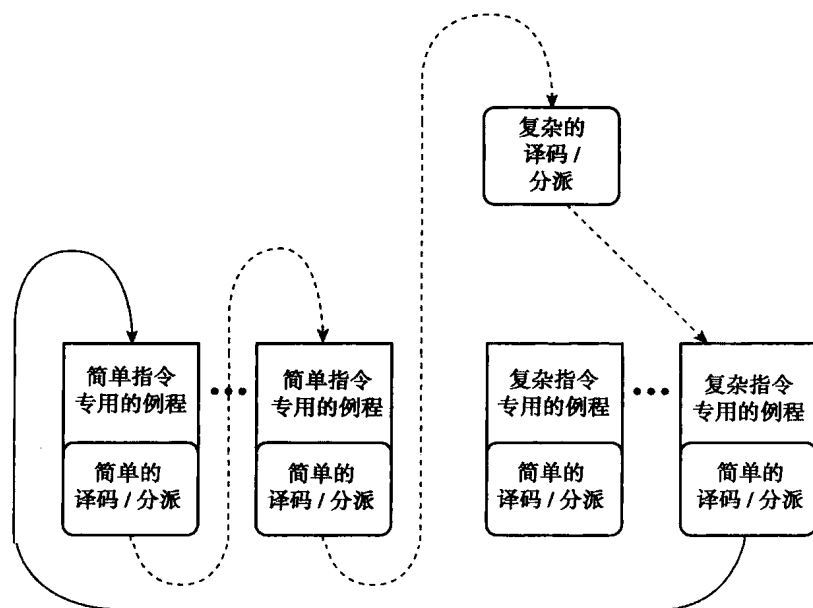 复杂的
译码 /
分派
简单指令
专用的例程
简单的
译码 / 分派
简单指令
专用的例程
简单的
译码 / 分派
复杂指令
专用的例程
简单的
译码 / 分派
复杂指令
专用的例程
简单的
译码 / 分派